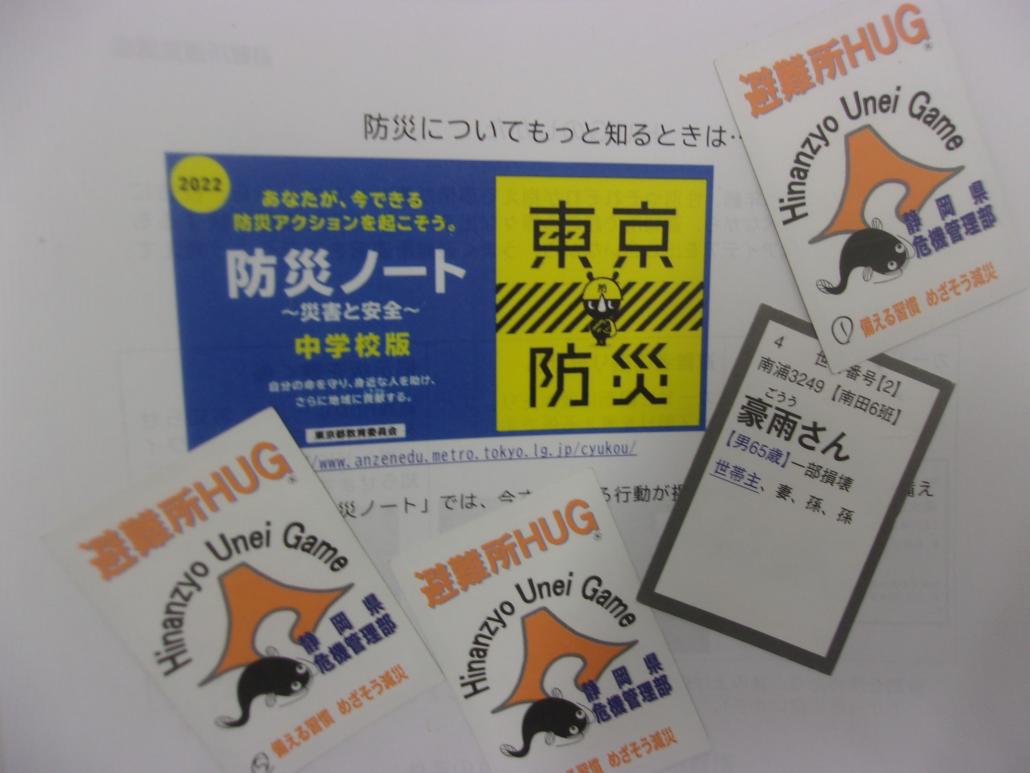 防災についてもっと知るときは…
2022
あなたが、今できる
防災アクションを起こそう。
防災ノート
～災害と安全～
中学校版
自分の命を守り、身近な人を助け、
さらに地域に貢献する。
東京都教育委員会
東京
防災
防
/www.anzenedu.metro.tokyo.lg.jp/cyukou/
災ノート」では、今
る行動が
備え
避難所HUG®
Hinanzyo Unei Game
静岡県
危機管理部
備える習慣 めざそう減災
4 世 番号【2】
南浦3249【南田6班】
ごうう
豪雨さん
【男65歳】一部損壊
世帯主、妻、孫、孫
避難所HUG®
Hinanzyo Unei Game
静岡県
危機管理部
備える習慣 めざそう減災
避難所HUG®
Hinanzyo Unei Game
静岡県
危機管理部
備える習慣 めざそう減災